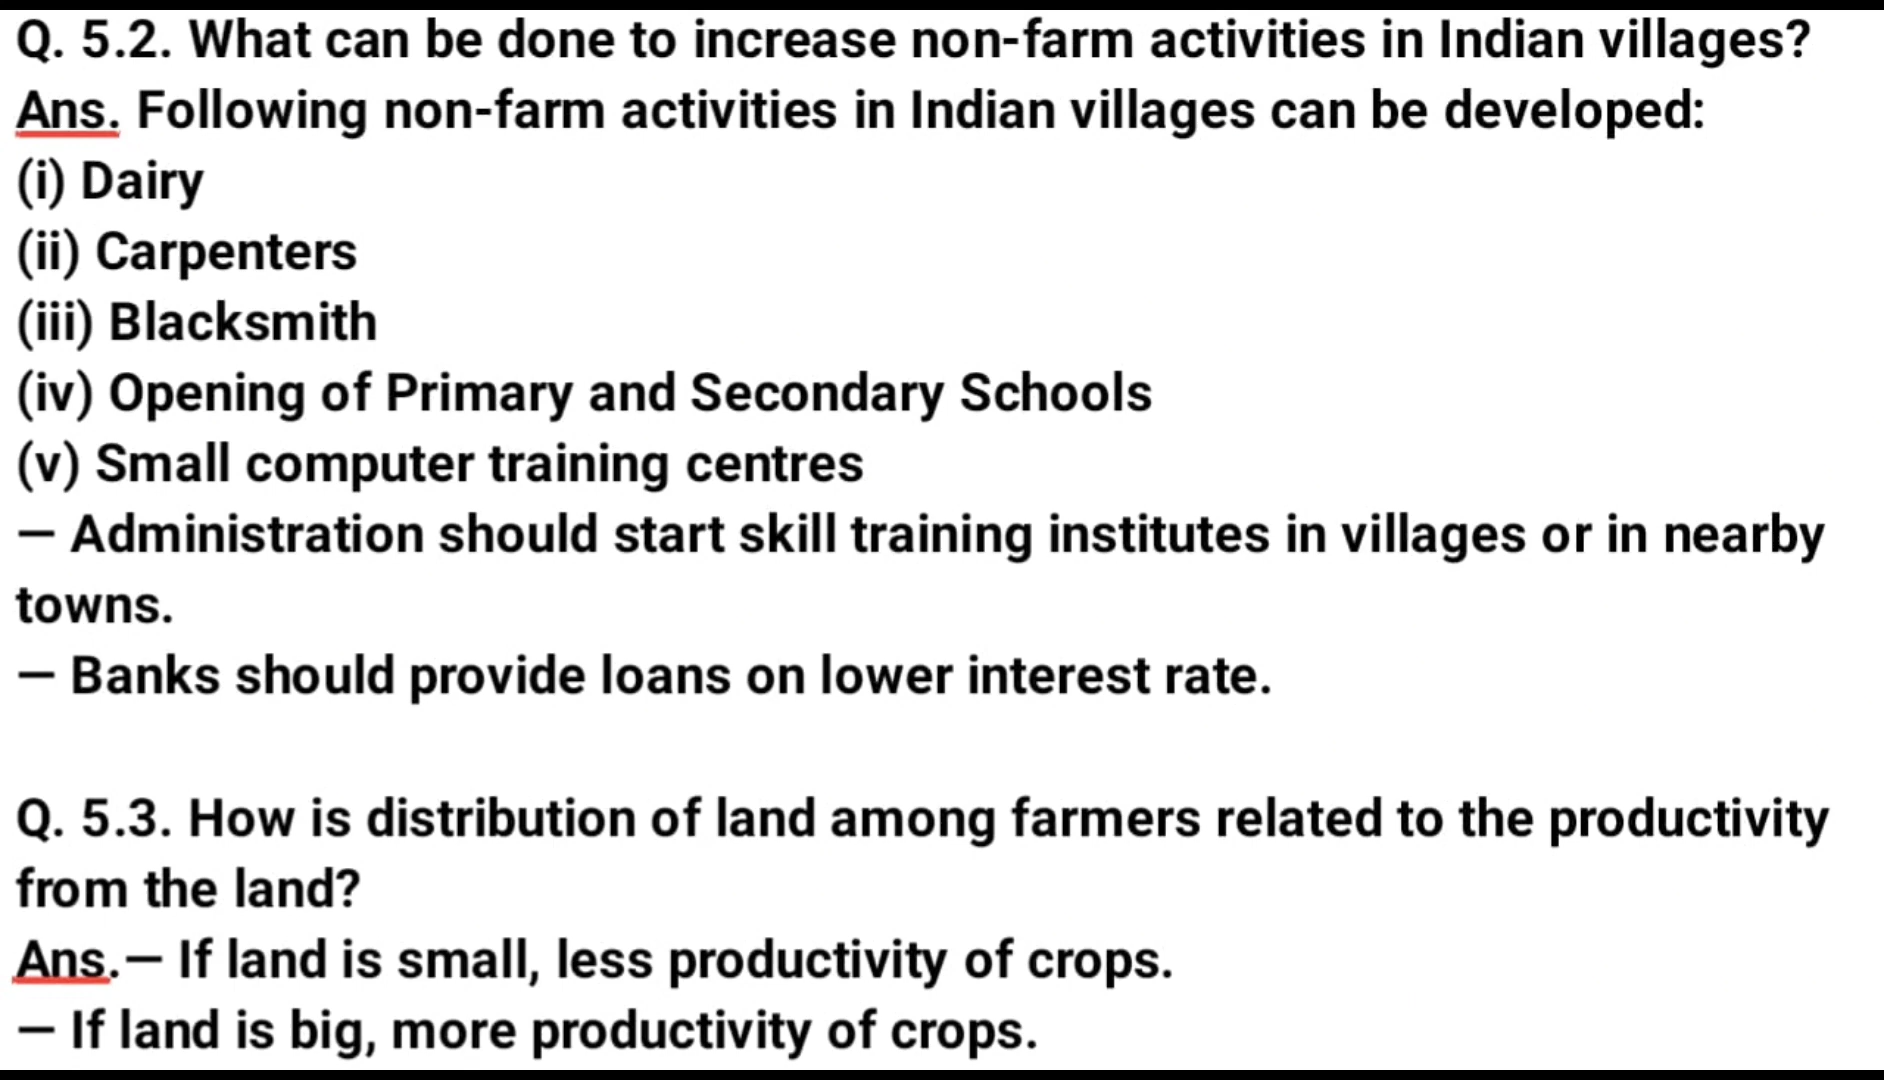 Q. 5.2. What can be done to increase non-farm activities in Indian villages?
Ans. Following non-farm activities in Indian villages can be developed:
(i) Dairy
(ii) Carpenters
(iii) Blacksmith
(iv) Opening of Primary and Secondary Schools
(v) Small computer training centres
— Administration should start skill training institutes in villages or in nearby
towns.
— Banks should provide loans on lower interest rate.
Q. 5.3. How is distribution of land among farmers related to the productivity
from the land?
Ans.— If land is small, less productivity of crops.
— If land is big, more productivity of crops.